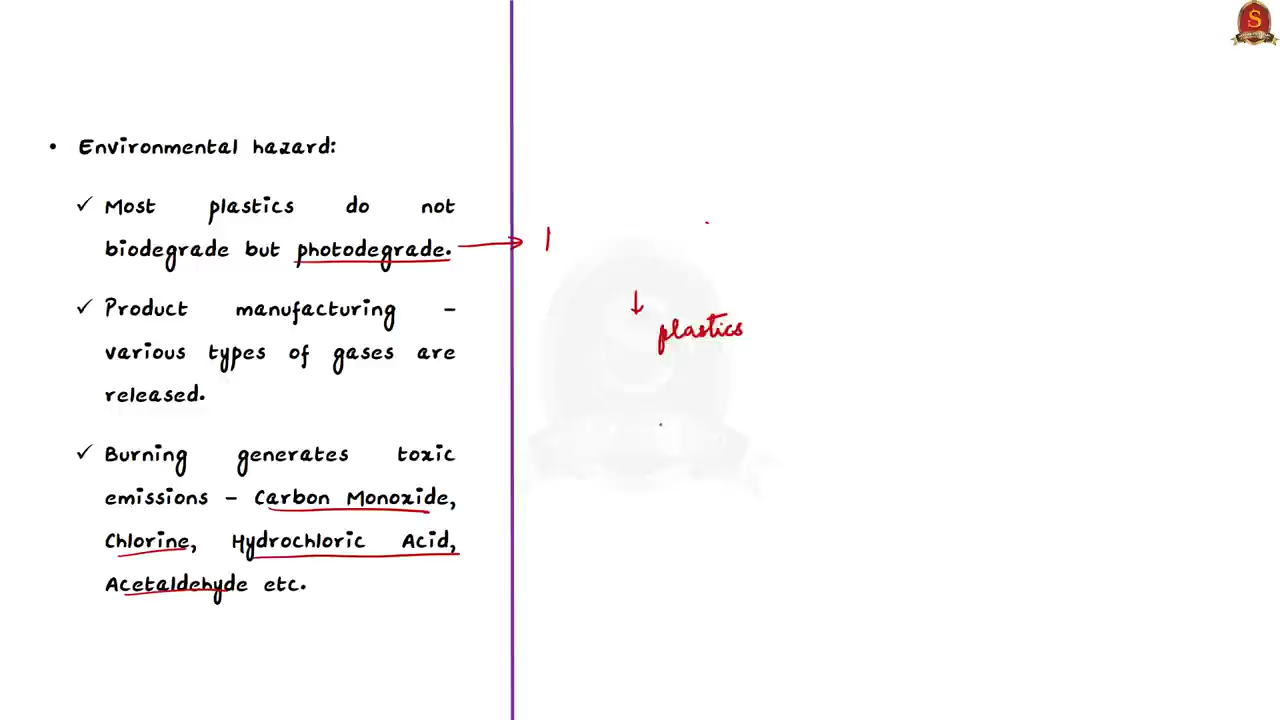 • Environmental hazard:
✓ Most plastics do not
biodegrade but photodegrade.
✓ Product manufacturing –
various types of gases are
released.
✓ Burning generates toxic
emissions – Carbon Monoxide,
Chlorine, Hydrochloric Acid,
Acetaldehyde etc.
plastics
S